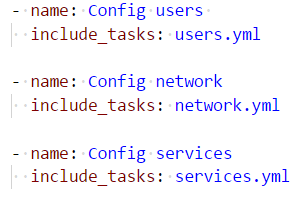 - name: Config users
  include_tasks: users.yml

- name: Config network
  include_tasks: network.yml

- name: Config services
  include_tasks: services.yml